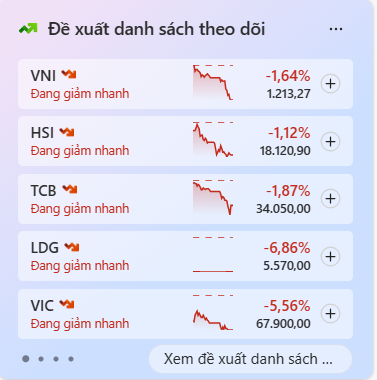 Đề xuất danh sách theo dõi
VNI -1,64%
Đang giảm nhanh 1.213,27
HSI -1,12%
Đang giảm nhanh 18.120,90
TCB -1,87%
Đang giảm nhanh 34.050,00
LDG -6,86%
Đang giảm nhanh 5.570,00
VIC -5,56%
Đang giảm nhanh 67.900,00
Xem đề xuất danh sách ...